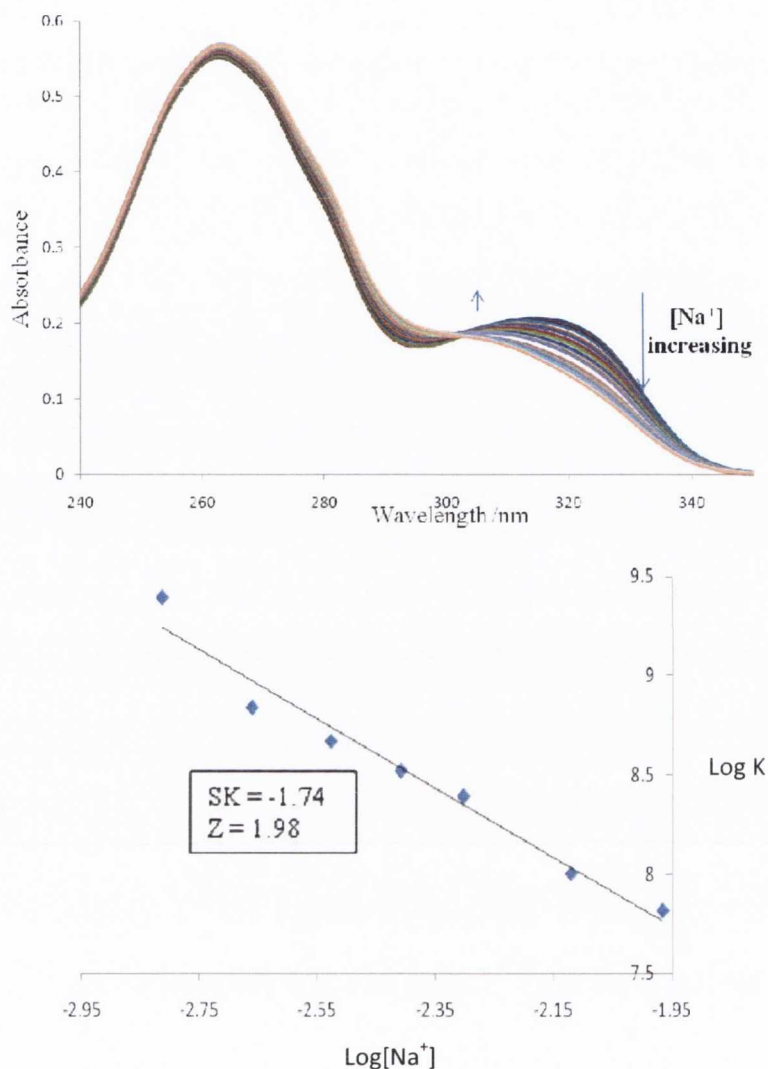 0.6
0.5
0.4
0.3
0.2
0.1
0
Absorbance
[Na⁺]
increasing
240 260 280 300 320 340
Wavelength /nm
9.5
9
8.5
8
7.5
Log K
SK = -1.74
Z = 1.98
-2.95 -2.75 -2.55 -2.35 -2.15 -1.95
Log[Na⁺]